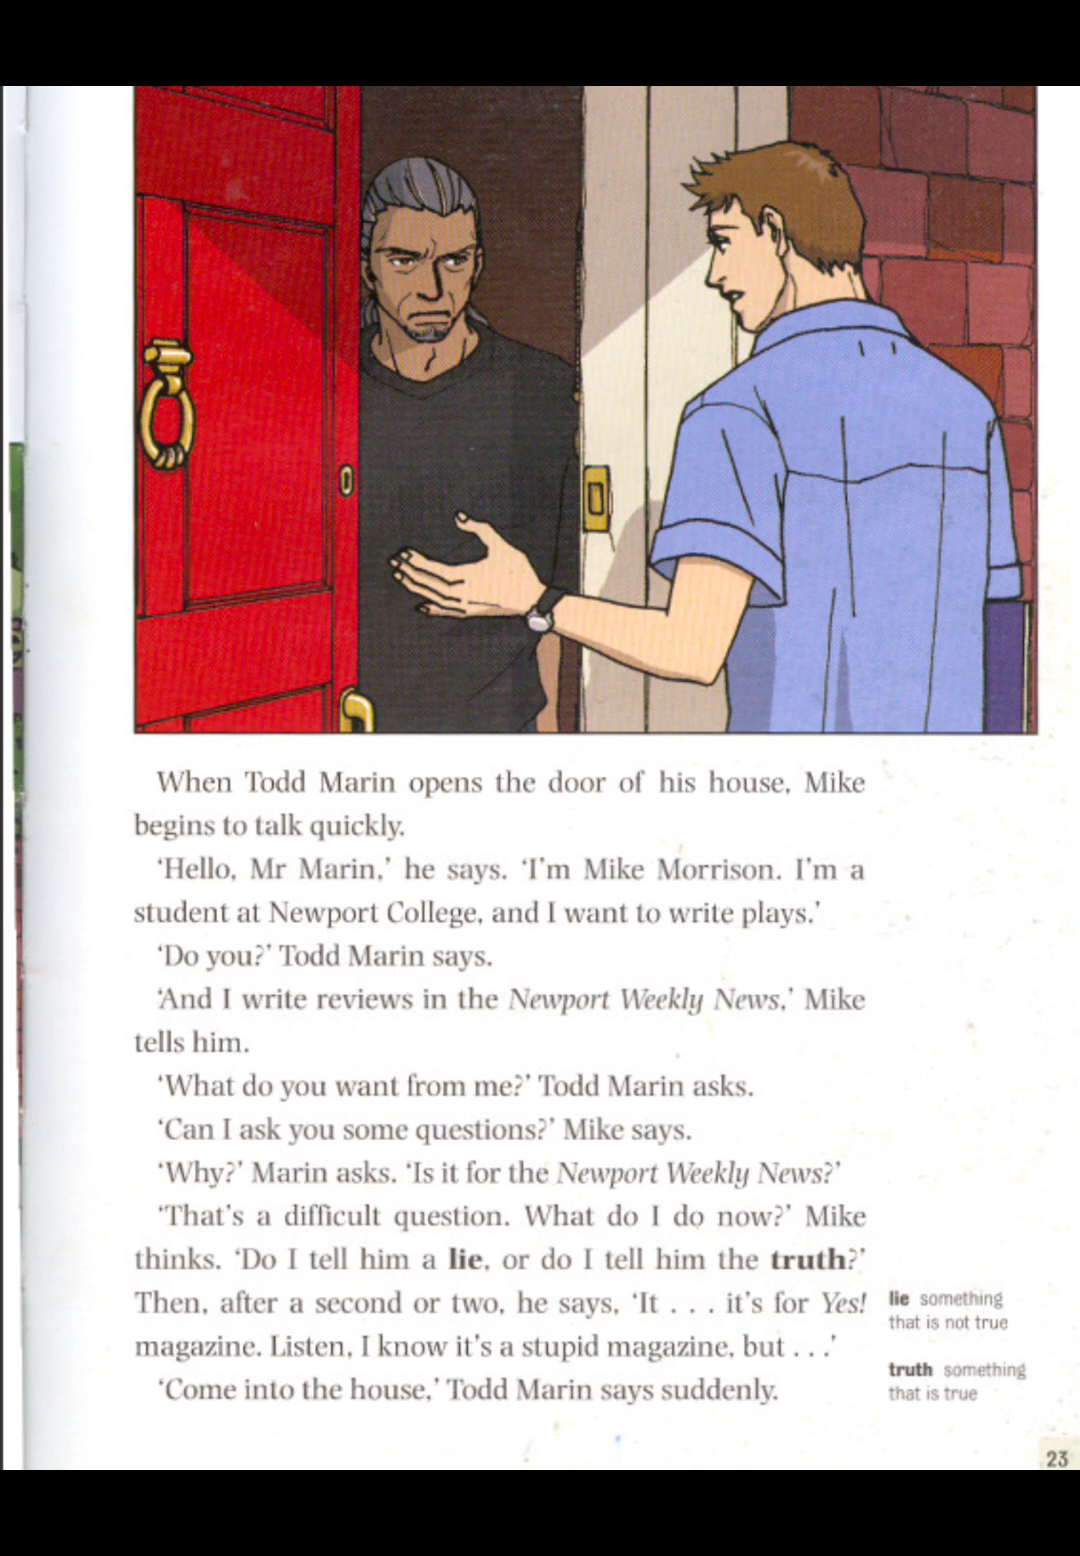 When Todd Marin opens the door of his house, Mike
begins to talk quickly.
‘Hello, Mr Marin,’ he says. ‘I’m Mike Morrison. I’m a
student at Newport College, and I want to write plays.’
‘Do you?’ Todd Marin says.
‘And I write reviews in the Newport Weekly News,’ Mike
tells him.
‘What do you want from me?’ Todd Marin asks.
‘Can I ask you some questions?’ Mike says.
‘Why?’ Marin asks. ‘Is it for the Newport Weekly News?’
‘That’s a difficult question. What do I do now?’ Mike
thinks. ‘Do I tell him a lie, or do I tell him the truth?’
Then, after a second or two, he says, ‘It . . . it’s for Yes!
magazine. Listen, I know it’s a stupid magazine, but . . .’
‘Come into the house,’ Todd Marin says suddenly.
lie something
that is not true
truth something
that is true
23